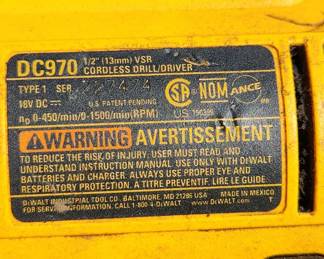 DC970 1/2" (13mm) VSR
CORDLESS DRILL/DRIVER
TYPE 1 SER.
18V DC U.S. PATENT PENDING
n₀ 0-450/min/0-1500/min(RPM)
SA NOM ANCE
US
⚠WARNING AVERTISSEMENT
TO REDUCE THE RISK OF INJURY, USER MUST READ AND
UNDERSTAND INSTRUCTION MANUAL. USE ONLY WITH DEWALT
BATTERIES AND CHARGER. ALWAYS USE PROPER EYE AND
RESPIRATORY PROTECTION. A TITRE PREVENTIF, LIRE LE GUIDE
DEWALT INDUSTRIAL TOOL CO., BALTIMORE, MD 21286 USA MADE IN MEXICO
FOR SERVICE INFORMATION, CALL 1-800-4-DEWALT www.DeWalt.com